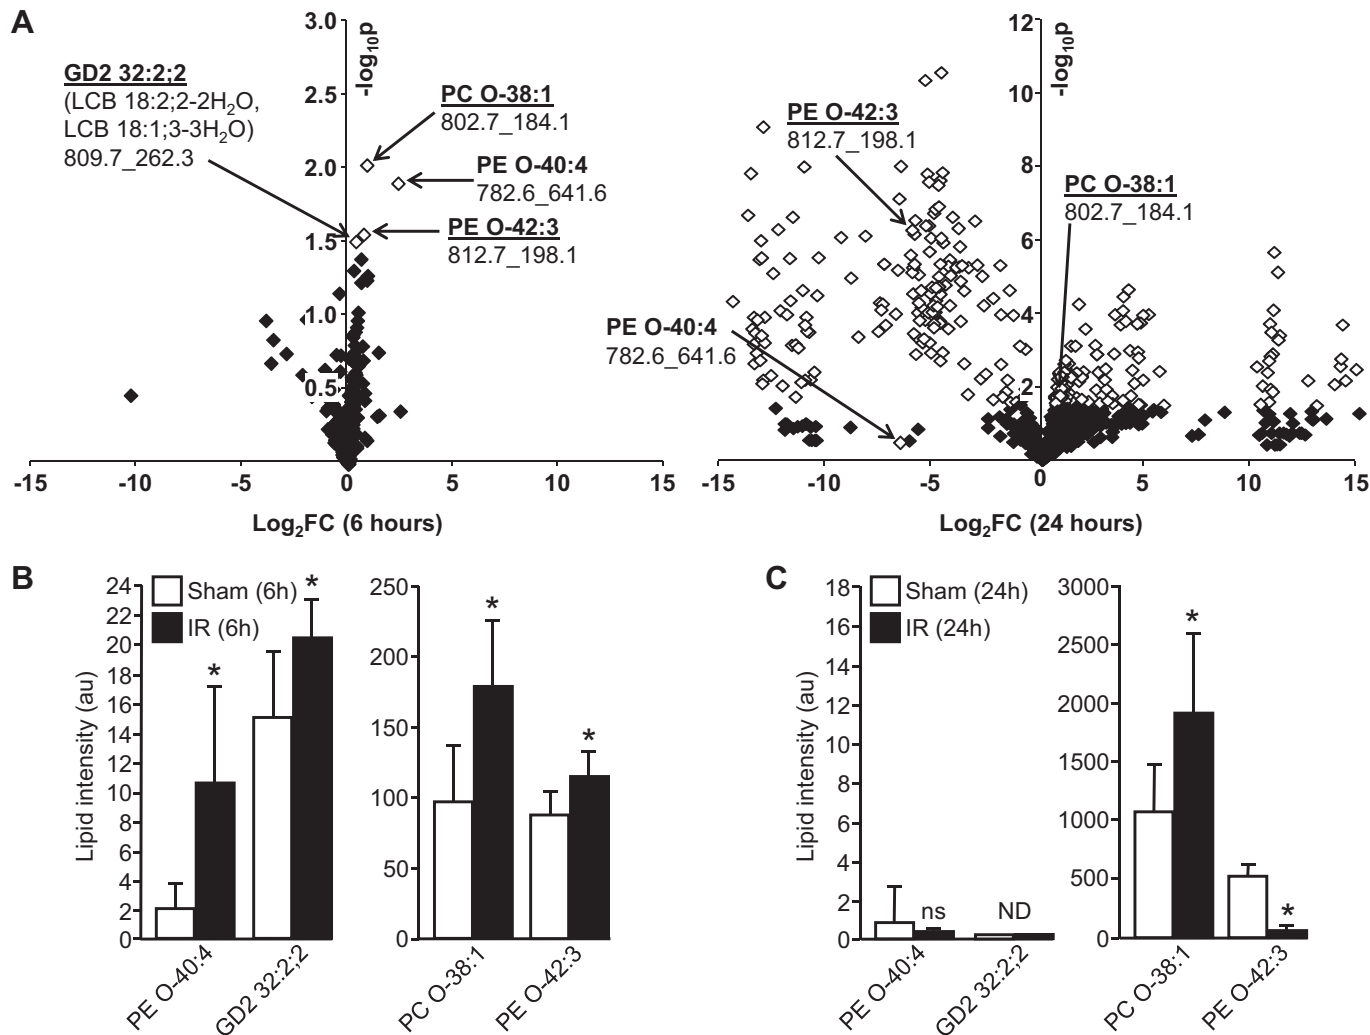 A
3.0
2.5
2.0
1.5
1.0
0.5
-log10p
GD2 32:2;2
(LCB 18:2;2-2H2O,
LCB 18:1;3-3H2O)
809.7_262.3
PC O-38:1
802.7_184.1
PE O-40:4
782.6_641.6
PE O-42:3
812.7_198.1
-15
-10
-5
0
5
10
15
Log2FC (6 hours)
12
10
8
6
4
2
-log10p
PE O-42:3
812.7_198.1
PC O-38:1
802.7_184.1
PE O-40:4
782.6_641.6
-15
-10
-5
0
5
10
15
Log2FC (24 hours)
B
Lipid intensity (au)
24
22
20
18
16
14
12
10
8
6
4
2
0
Sham (6h)
IR (6h)
*
*
PE O-40:4
GD2 32:2;2
250
200
150
100
50
0
*
*
PC O-38:1
PE O-42:3
C
Lipid intensity (au)
18
16
14
12
10
8
6
4
2
0
Sham (24h)
IR (24h)
ns
ND
PE O-40:4
GD2 32:2;2
3000
2500
2000
1500
1000
500
0
*
*
PC O-38:1
PE O-42:3